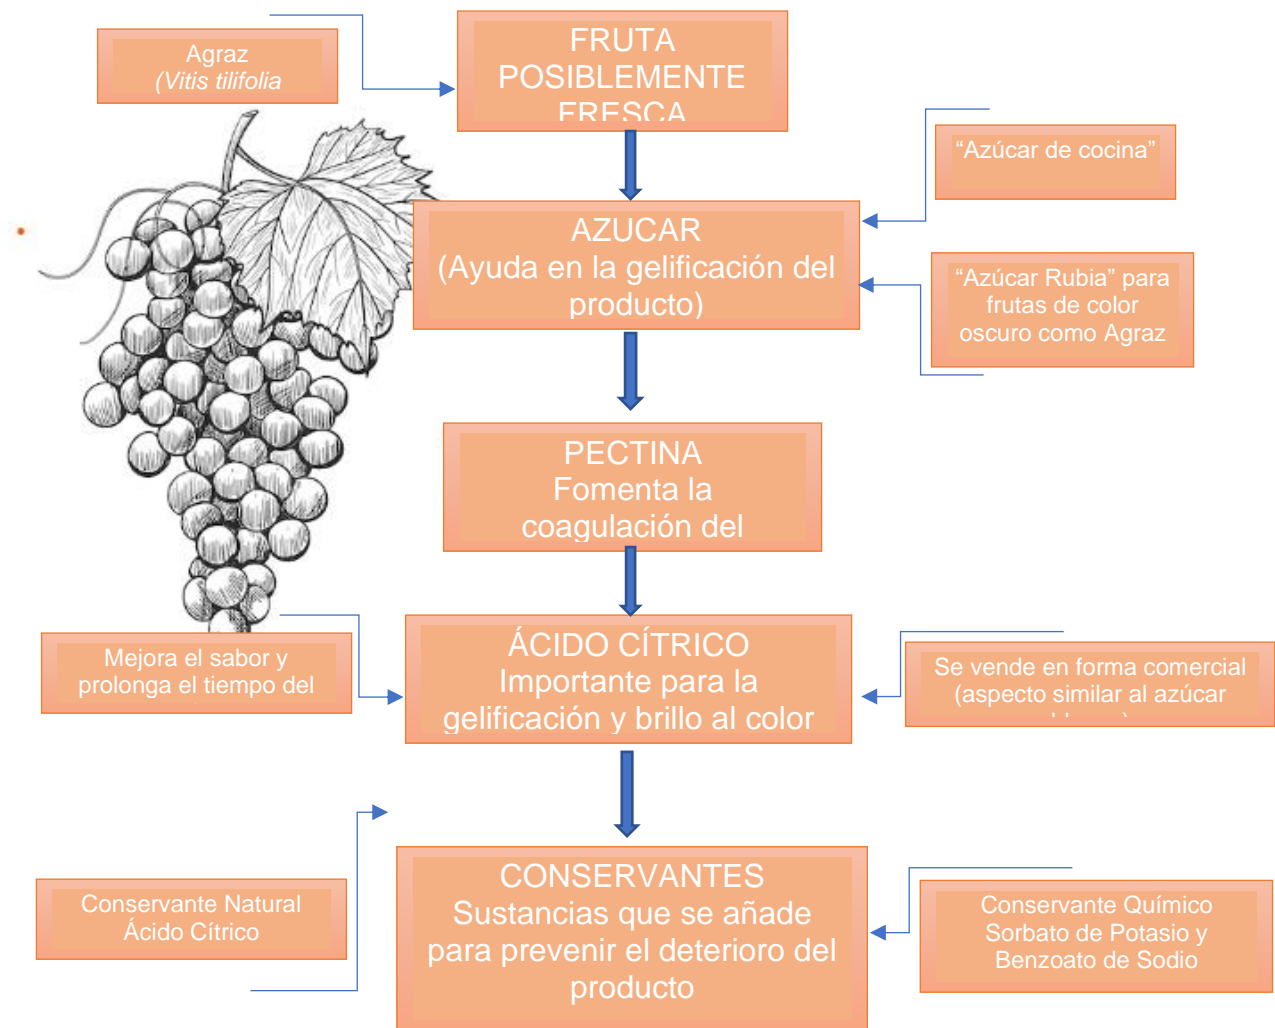 Agraz
(Vitis tilifolia
FRUTA
POSIBLEMENTE
FRESCA
“Azúcar de cocina”
AZUCAR
(Ayuda en la gelificación del
producto)
“Azúcar Rubia” para
frutas de color
oscuro como Agraz
PECTINA
Fomenta la
coagulación del
Mejora el sabor y
prolonga el tiempo del
ÁCIDO CÍTRICO
Importante para la
gelificación y brillo al color
Se vende en forma comercial
(aspecto similar al azúcar
Conservante Natural
Ácido Cítrico
CONSERVANTES
Sustancias que se añade
para prevenir el deterioro del
producto
Conservante Químico
Sorbato de Potasio y
Benzoato de Sodio